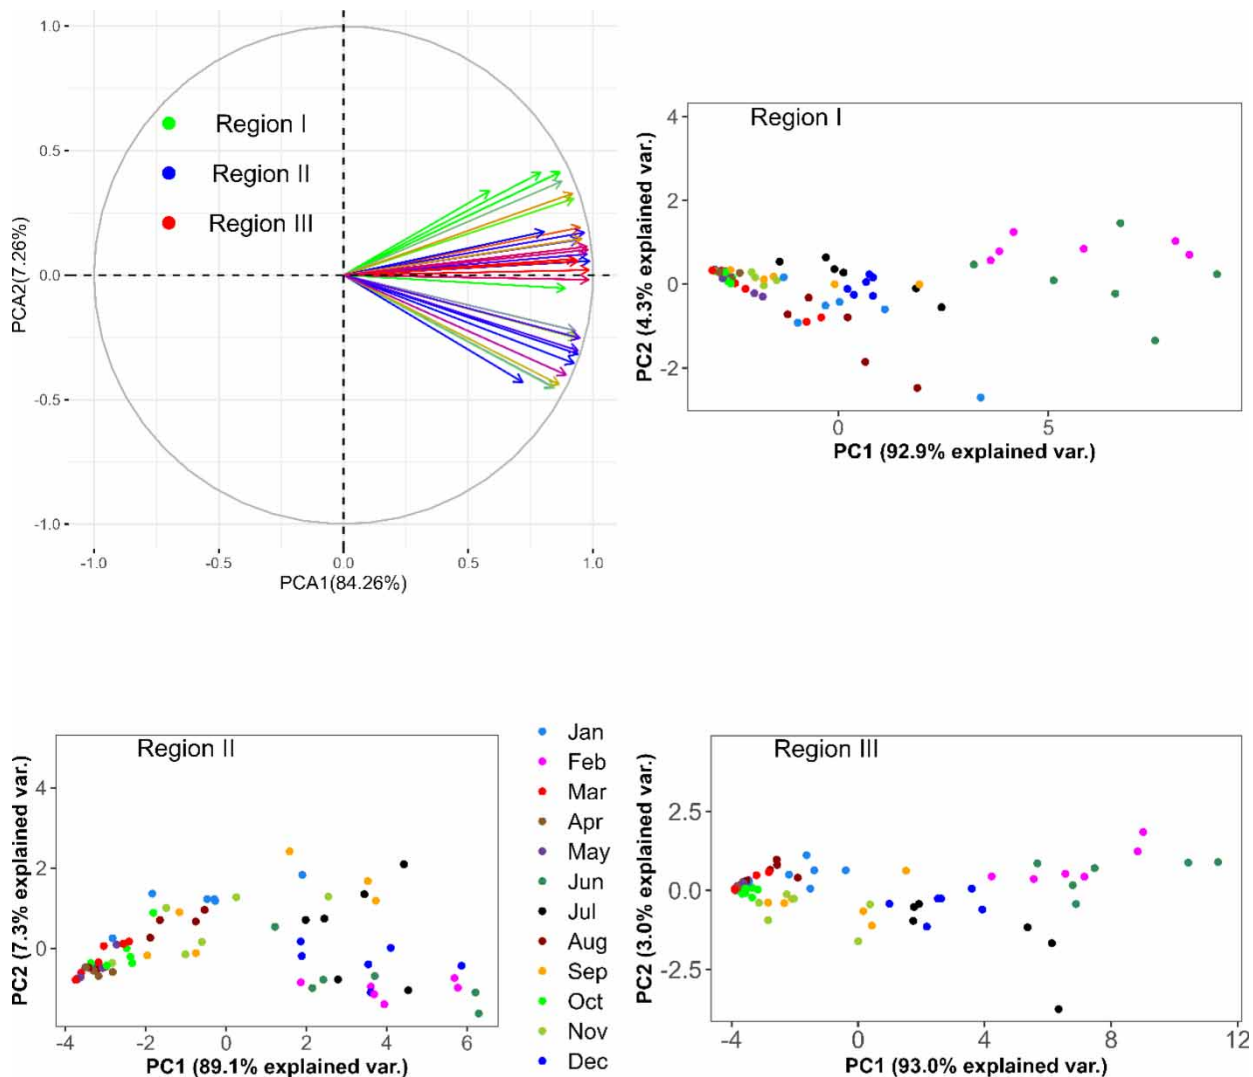 1.0
0.5
0.0
-0.5
-1.0
PCA2(7.26%)
Region I
Region II
Region III
-1.0
-0.5
0.0
0.5
1.0
PCA1(84.26%)
Region I
4
2
0
-2
PC2 (4.3% explained var.)
0
5
PC1 (92.9% explained var.)
Region II
4
2
0
PC2 (7.3% explained var.)
-4
-2
0
2
4
6
PC1 (89.1% explained var.)
Jan
Feb
Mar
Apr
May
Jun
Jul
Aug
Sep
Oct
Nov
Dec
Region III
2.5
0.0
-2.5
PC2 (3.0% explained var.)
-4
0
4
8
12
PC1 (93.0% explained var.)